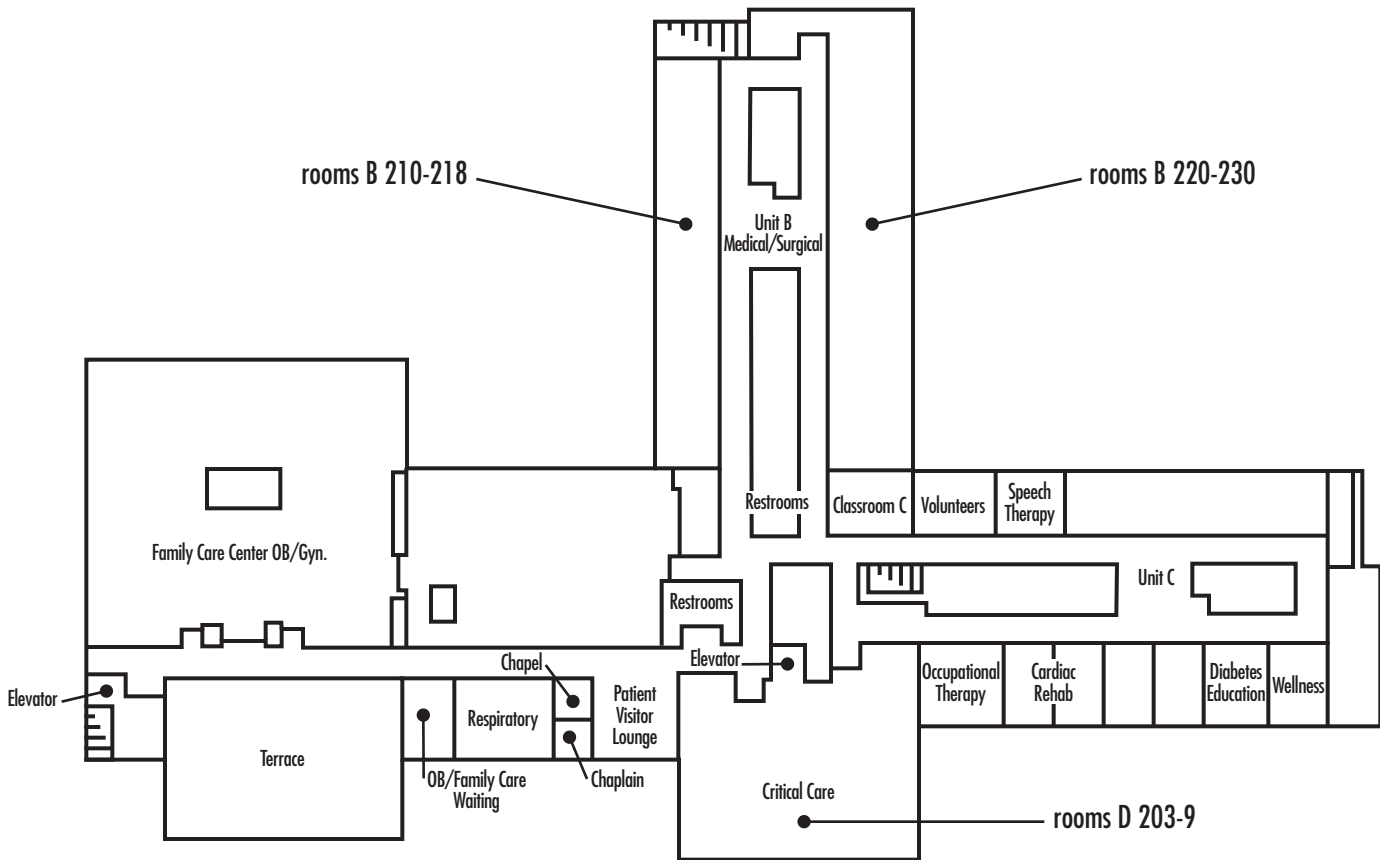 rooms B 210-218
rooms B 220-230
Unit B
Medical/Surgical
Restrooms
Classroom C
Volunteers
Speech
Therapy
Family Care Center OB/Gyn.
Unit C
Restrooms
Chapel
Elevator
Elevator
Patient
Visitor
Lounge
Occupational
Therapy
Cardiac
Rehab
Diabetes
Education
Wellness
Respiratory
Terrace
OB/Family Care
Waiting
Chaplain
Critical Care
rooms D 203-9